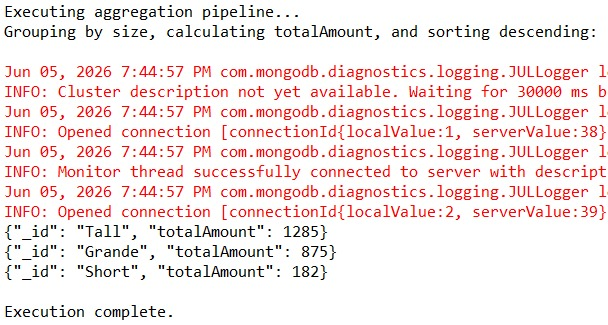 Executing aggregation pipeline...
Grouping by size, calculating totalAmount, and sorting descending:
Jun 05, 2026 7:44:57 PM com.mongodb.diagnostics.logging.JULLogger l
INFO: Cluster description not yet available. Waiting for 30000 ms b
Jun 05, 2026 7:44:57 PM com.mongodb.diagnostics.logging.JULLogger l
INFO: Opened connection [connectionId{localValue:1, serverValue:38}
Jun 05, 2026 7:44:57 PM com.mongodb.diagnostics.logging.JULLogger l
INFO: Monitor thread successfully connected to server with descript
Jun 05, 2026 7:44:57 PM com.mongodb.diagnostics.logging.JULLogger l
INFO: Opened connection [connectionId{localValue:2, serverValue:39}
{"_id": "Tall", "totalAmount": 1285}
{"_id": "Grande", "totalAmount": 875}
{"_id": "Short", "totalAmount": 182}
Execution complete.